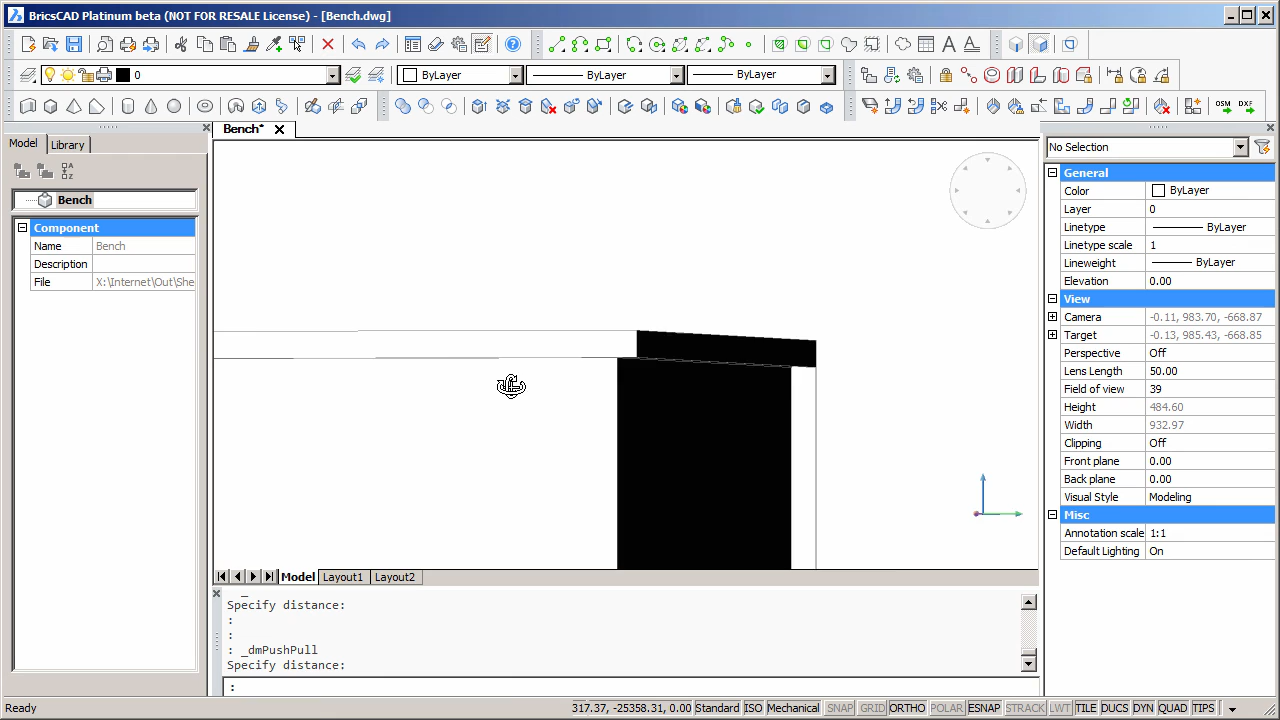 BricsCAD Platinum beta (NOT FOR RESALE License) - [Bench.dwg]
0
ByLayer
ByLayer
ByLayer
OSM
DXF
Model
Library
Bench
Component
Name Bench
Description
File X:\Internet\Out\She
Bench*
Model
Layout1
Layout2
Specify distance:
:
:
: _dmPushPull
Specify distance:
:
No Selection
General
Color ByLayer
Layer 0
Linetype ByLayer
Linetype scale 1
Lineweight ByLayer
Elevation 0.00
View
Camera -0.11, 983.70, -668.87
Target -0.13, 985.43, -668.85
Perspective Off
Lens Length 50.00
Field of view 39
Height 484.60
Width 932.97
Clipping Off
Front plane 0.00
Back plane 0.00
Visual Style Modeling
Misc
Annotation scale 1:1
Default Lighting On
Ready 317.37, -25358.31, 0.00 Standard ISO Mechanical SNAP GRID ORTHO POLAR ESNAP STRACK LWT TILE DUCS DYN QUAD TIPS